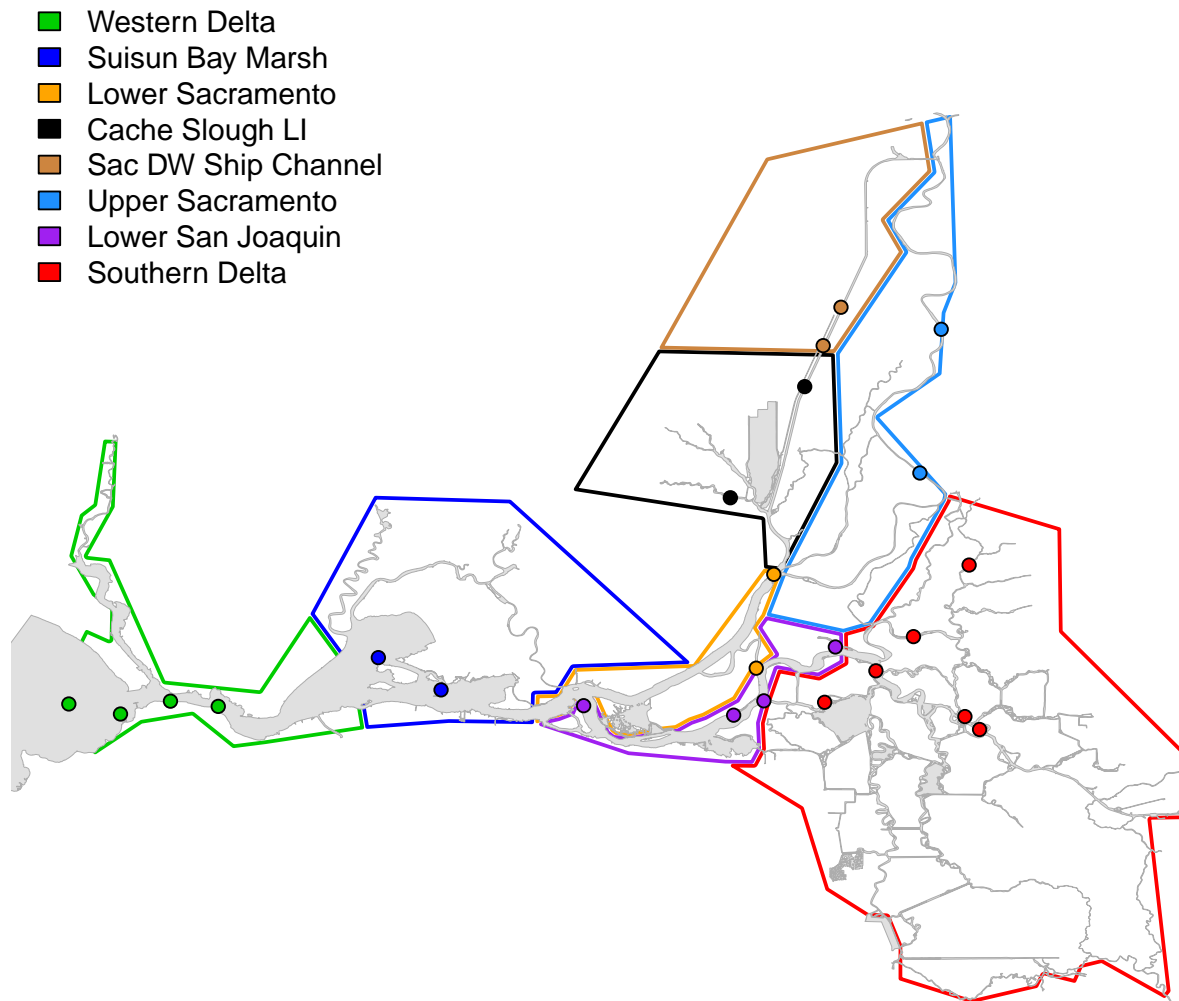 Western Delta
Suisun Bay Marsh
Lower Sacramento
Cache Slough LI
Sac DW Ship Channel
Upper Sacramento
Lower San Joaquin
Southern Delta